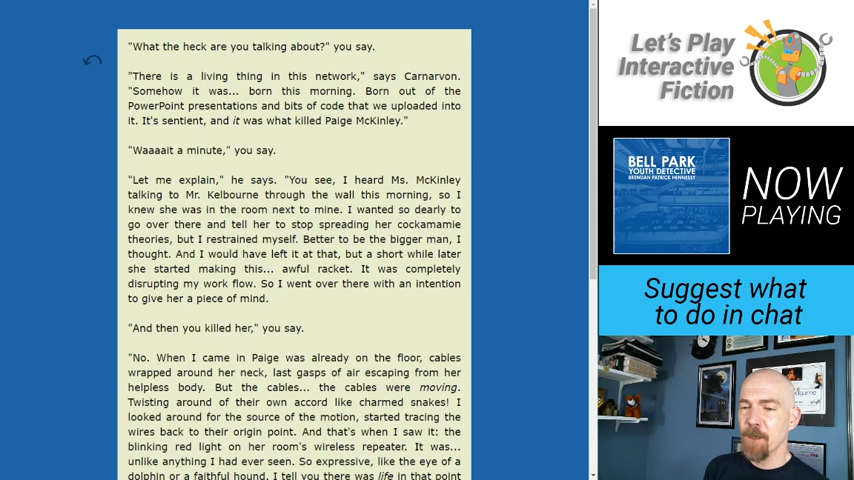 "What the heck are you talking about?" you say.
"There is a living thing in this network," says Carnarvon.
"Somehow it was... born this morning. Born out of the
PowerPoint presentations and bits of code that we uploaded into
it. It's sentient, and it was what killed Paige McKinley."
"Waaaait a minute," you say.
"Let me explain," he says. "You see, I heard Ms. McKinley
talking to Mr. Kelbourne through the wall this morning, so I
knew she was in the room next to mine. I wanted so dearly to
go over there and tell her to stop spreading her cockamamie
theories, but I restrained myself. Better to be the bigger man, I
thought. And I would have left it at that, but a short while later
she started making this... awful racket. It was completely
disrupting my work flow. So I went over there with an intention
to give her a piece of mind.
"And then you killed her," you say.
"No. When I came in Paige was already on the floor, cables
wrapped around her neck, last gasps of air escaping from her
helpless body. But the cables... the cables were moving.
Twisting around of their own accord like charmed snakes! I
looked around for the source of the motion, started tracing the
wires back to their origin point. And that's when I saw it: the
blinking red light on her room's wireless repeater. It was...
unlike anything I had ever seen. So expressive, like the eye of a
dolphin or a faithful hound. I tell you there was life in that point
Let's Play
Interactive
Fiction
BELL PARK
YOUTH DETECTIVE
BRENDAN PATRICK HENNESSY
NOW
PLAYING
Suggest what
to do in chat